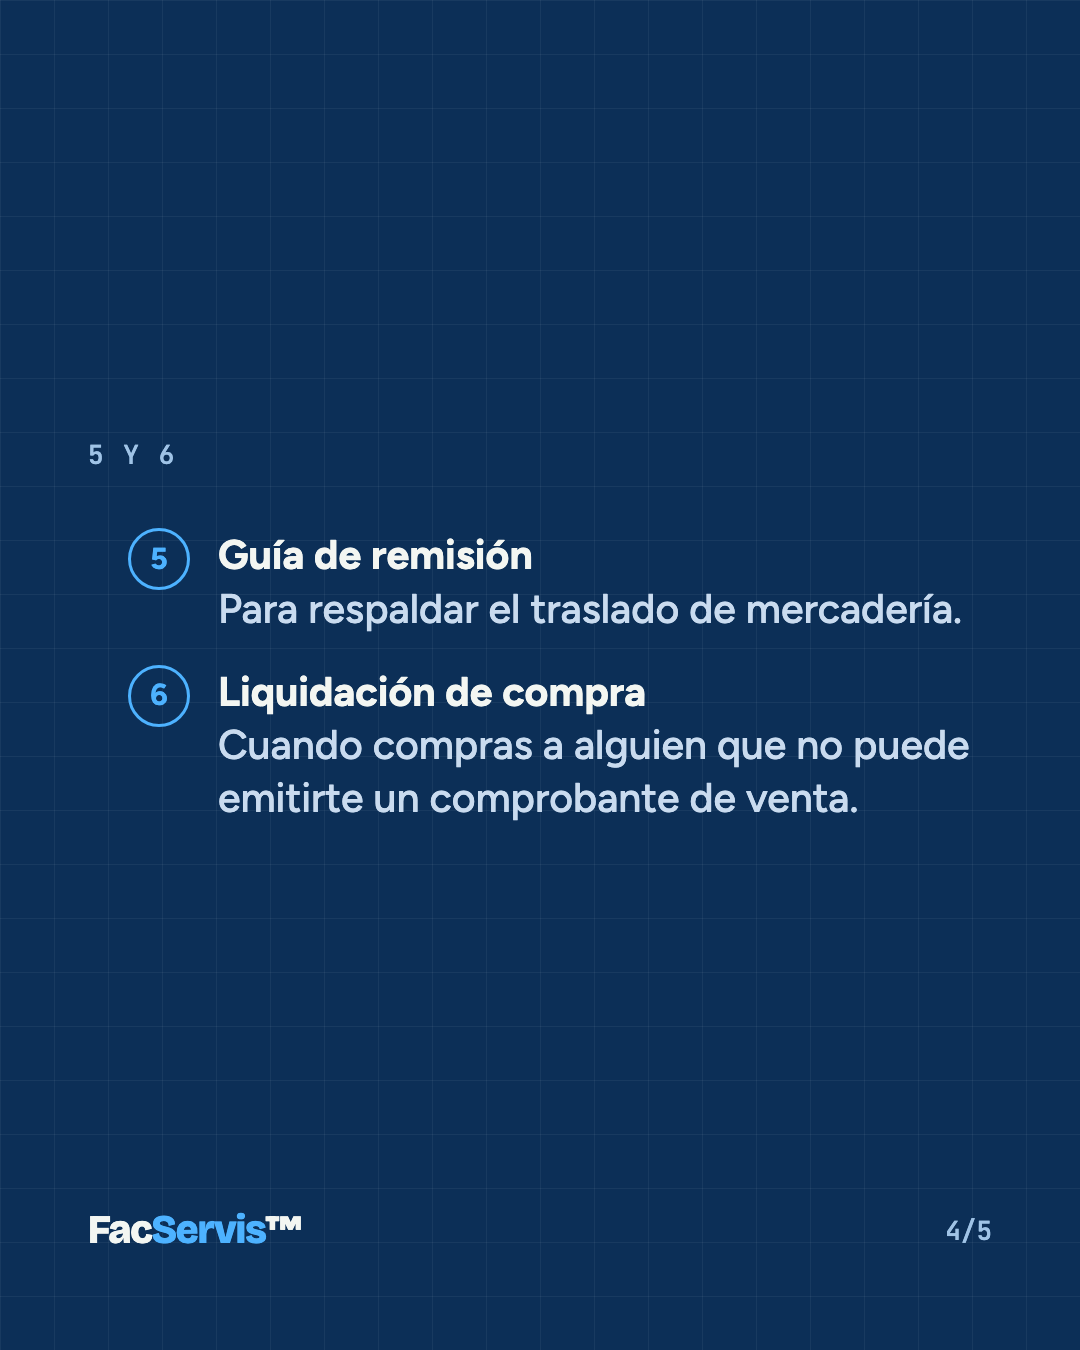 5 Y 6
5 Guía de remisión
Para respaldar el traslado de mercadería.
6 Liquidación de compra
Cuando compras a alguien que no puede
emitirte un comprobante de venta.
FacServis™ 4/5